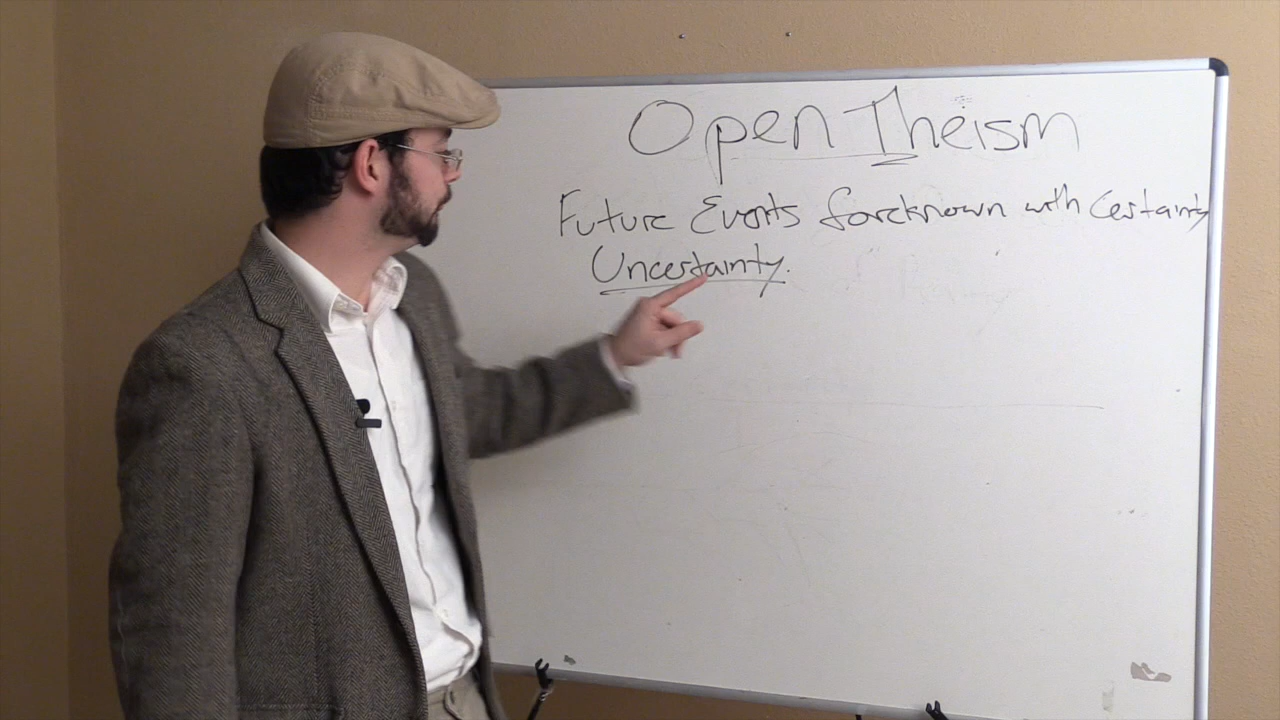 Open Theism
Future Events foreknown with Certainty
Uncertainty.